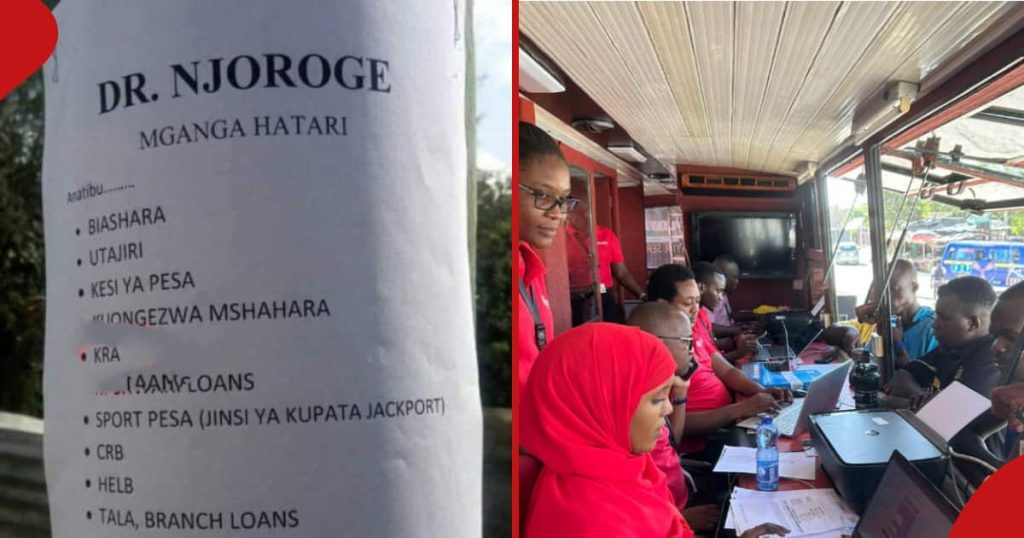 DR. NJOROGE
MGANGA HATARI
Anatibu.........
• BIASHARA
• UTAJIRI
• KESI YA PESA
KUONGEZWA MSHAHARA
• KRA
LOANS
• SPORT PESA (JINSI YA KUPATA JACKPORT)
• CRB
• HELB
• TALA, BRANCH LOANS